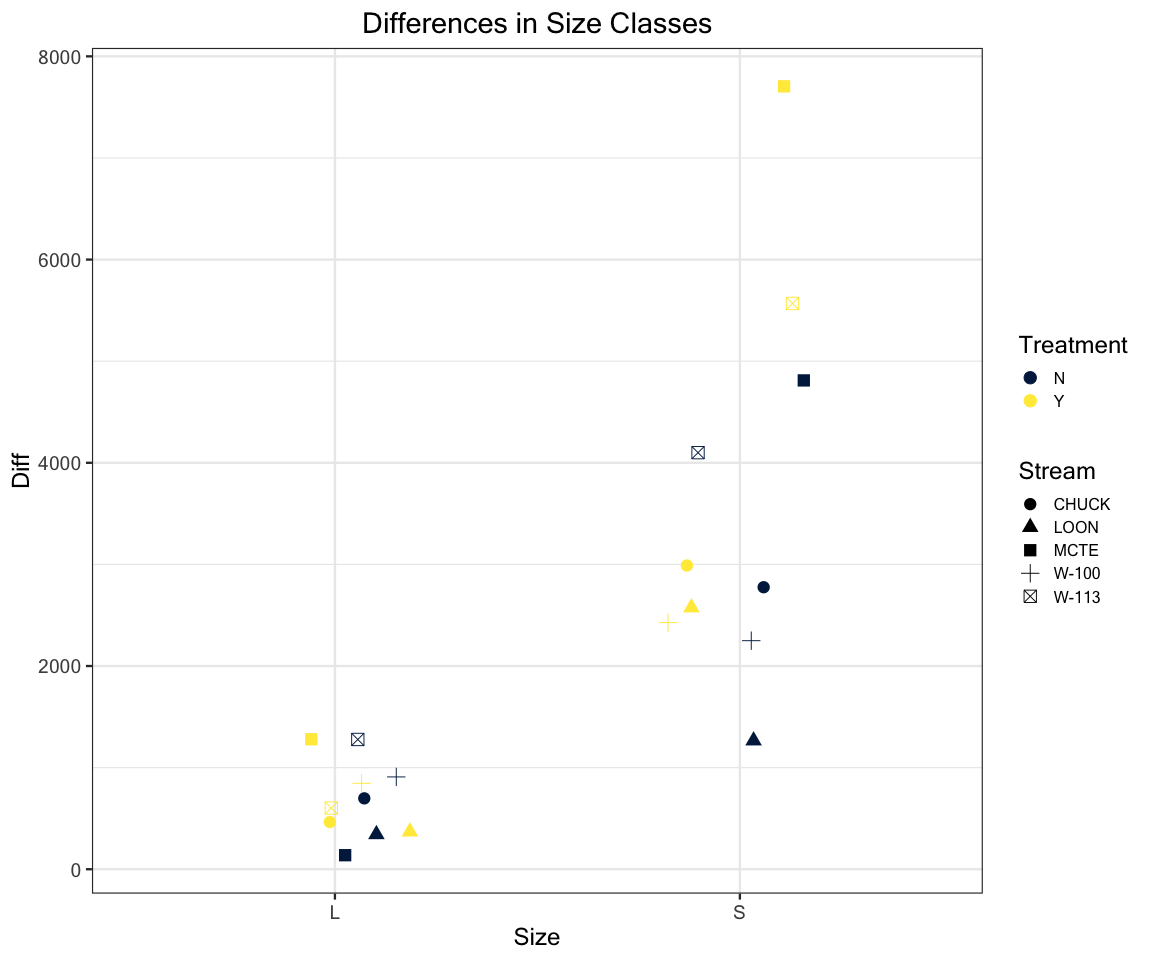 Differences in Size Classes
8000
6000
4000
2000
0
Diff
L
S
Size
Treatment
N
Y
Stream
CHUCK
LOON
MCTE
W-100
W-113